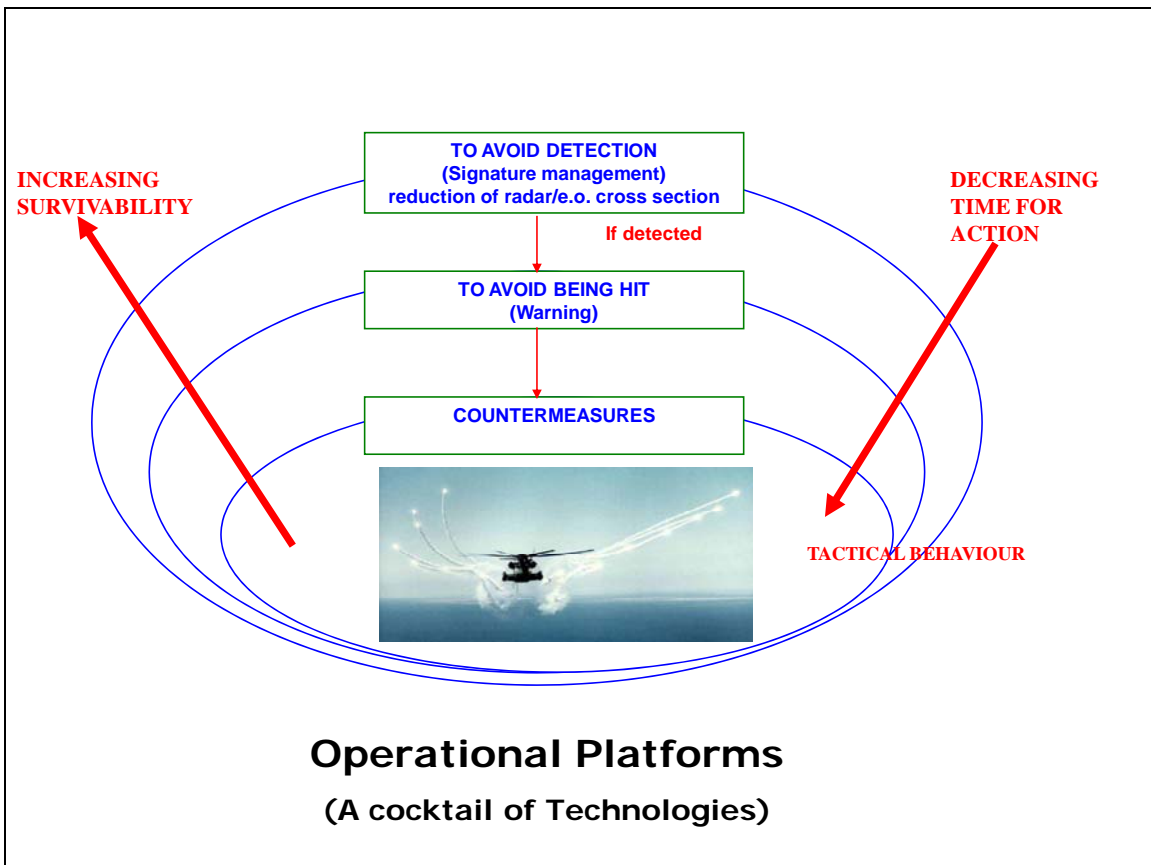 TO AVOID DETECTION
(Signature management)
reduction of radar/e.o. cross section
INCREASING
SURVIVABILITY
DECREASING
TIME FOR
ACTION
If detected
TO AVOID BEING HIT
(Warning)
COUNTERMEASURES
TACTICAL BEHAVIOUR
Operational Platforms
(A cocktail of Technologies)